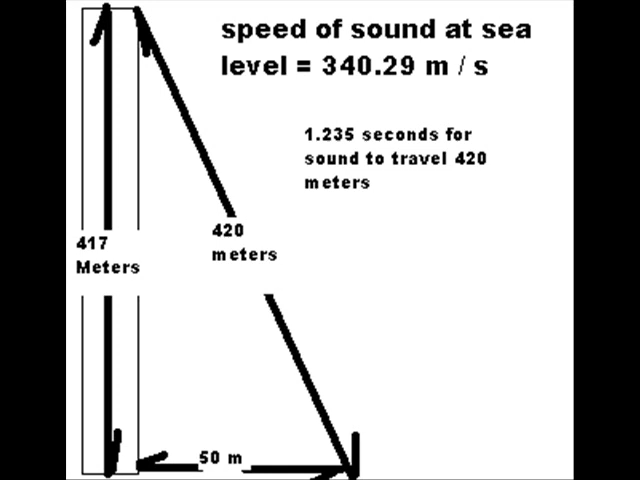 speed of sound at sea
level = 340.29 m / s
1.235 seconds for
sound to travel 420
meters
417
Meters
420
meters
50 m